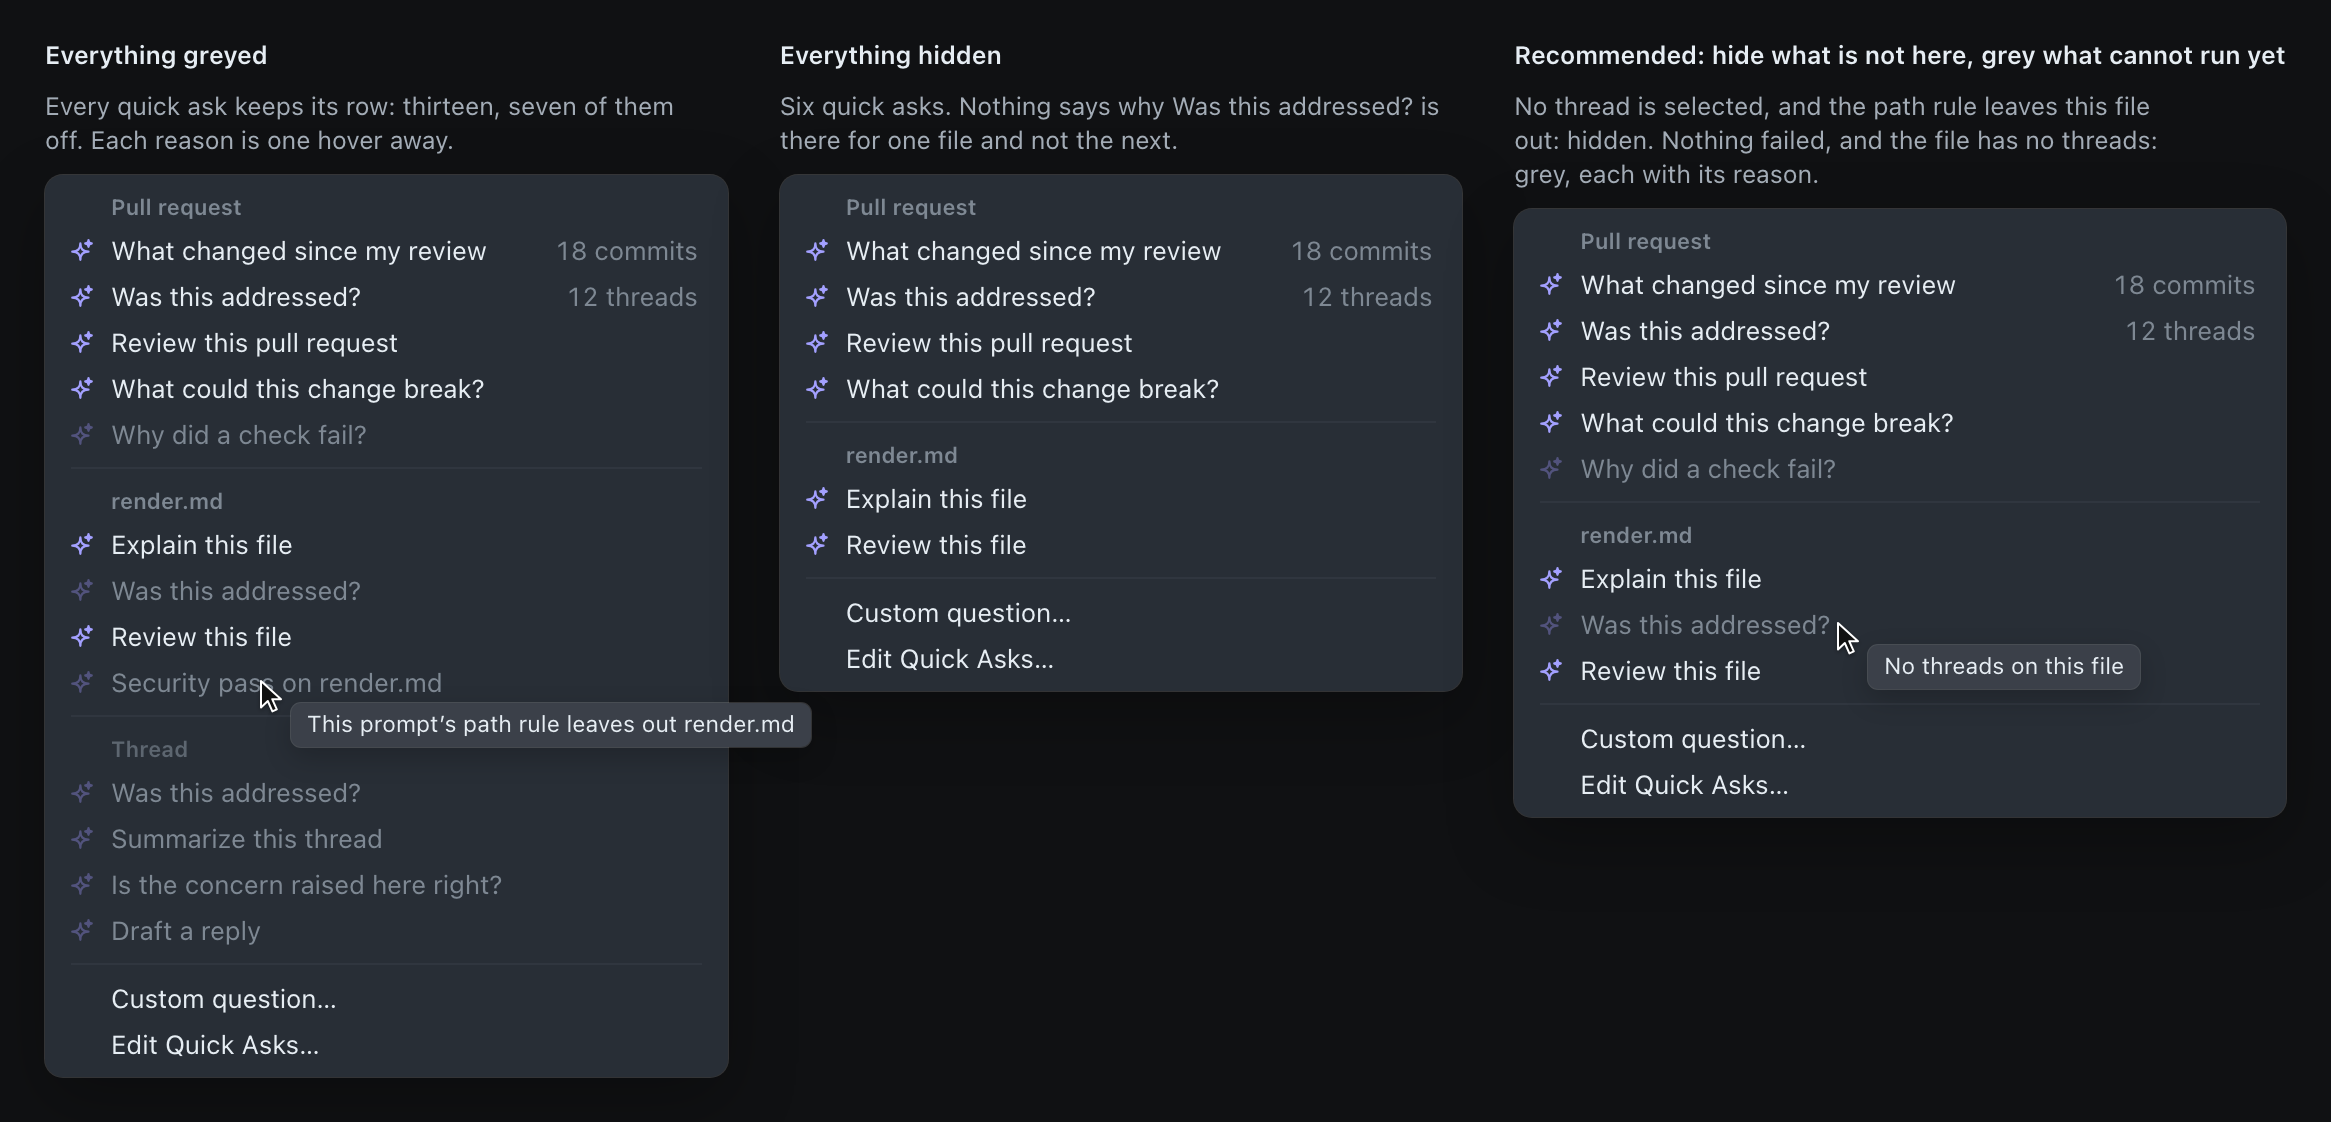 Everything greyed
Every quick ask keeps its row: thirteen, seven of them
off. Each reason is one hover away.
Pull request
What changed since my review 18 commits
Was this addressed? 12 threads
Review this pull request
What could this change break?
Why did a check fail?
render.md
Explain this file
Was this addressed?
Review this file
Security pass on render.md
This prompt’s path rule leaves out render.md
Thread
Was this addressed?
Summarize this thread
Is the concern raised here right?
Draft a reply
Custom question...
Edit Quick Asks...
Everything hidden
Six quick asks. Nothing says why Was this addressed? is
there for one file and not the next.
Pull request
What changed since my review 18 commits
Was this addressed? 12 threads
Review this pull request
What could this change break?
render.md
Explain this file
Review this file
Custom question...
Edit Quick Asks...
Recommended: hide what is not here, grey what cannot run yet
No thread is selected, and the path rule leaves this file
out: hidden. Nothing failed, and the file has no threads:
grey, each with its reason.
Pull request
What changed since my review 18 commits
Was this addressed? 12 threads
Review this pull request
What could this change break?
Why did a check fail?
render.md
Explain this file
Was this addressed?
No threads on this file
Review this file
Custom question...
Edit Quick Asks...